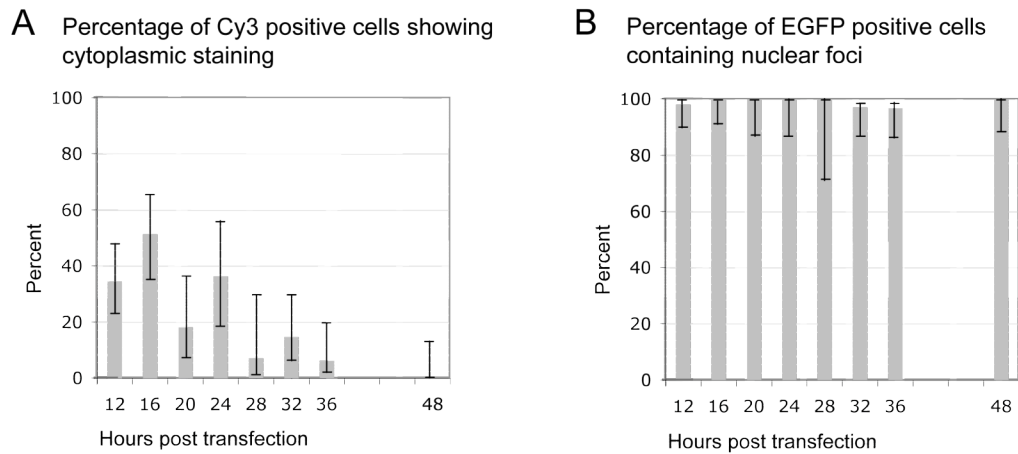 A Percentage of Cy3 positive cells showing
cytoplasmic staining
100
80
60
40
20
0
Percent
12 16 20 24 28 32 36 48
Hours post transfection
B Percentage of EGFP positive cells
containing nuclear foci
100
80
60
40
20
0
Percent
12 16 20 24 28 32 36 48
Hours post transfection